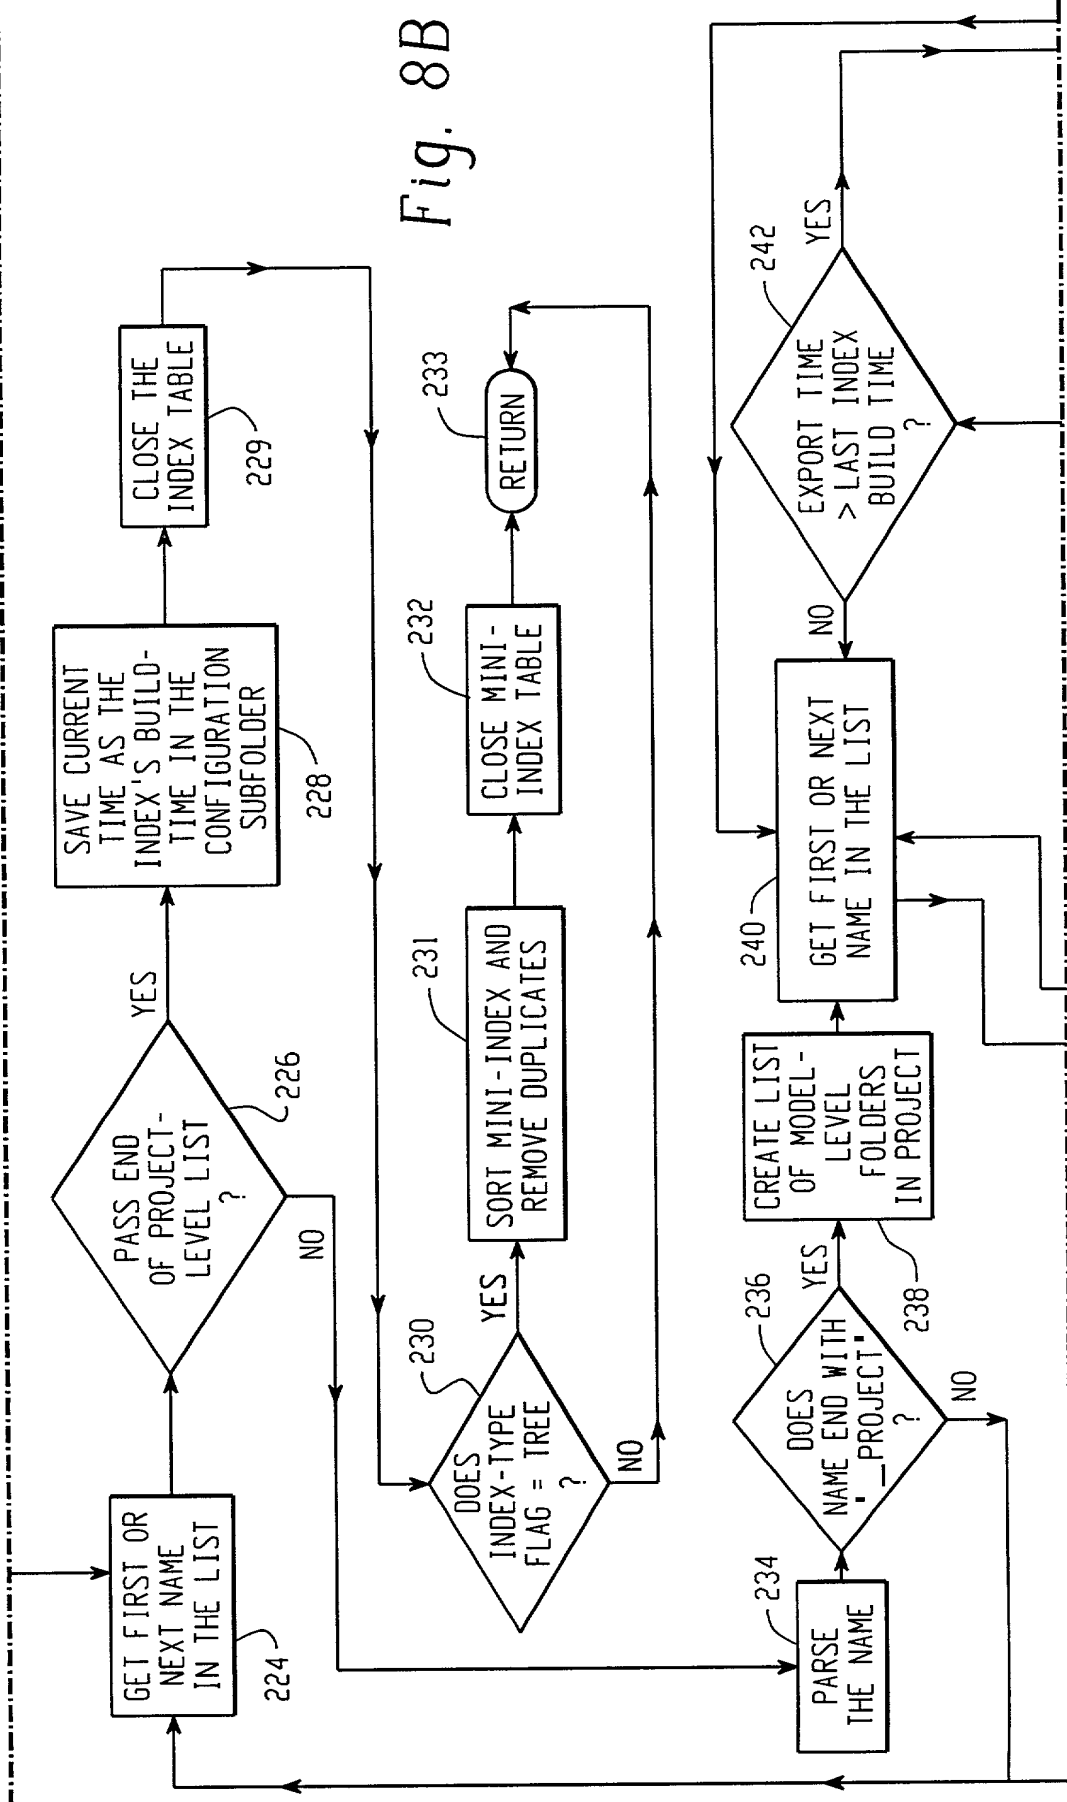 GET FIRST OR
NEXT NAME
IN THE LIST
224
PASS END
OF PROJECT-
LEVEL LIST
?
226
YES
NO
SAVE CURRENT
TIME AS THE
INDEX'S BUILD-
TIME IN THE
CONFIGURATION
SUBFOLDER
228
CLOSE THE
INDEX TABLE
229
DOES
INDEX-TYPE
FLAG = TREE
?
230
YES
NO
SORT MINI-INDEX AND
REMOVE DUPLICATES
231
CLOSE MINI-
INDEX TABLE
232
RETURN
233
Fig. 8B
PARSE
THE NAME
234
DOES
NAME END WITH
"_PROJECT"
?
236
YES
NO
CREATE LIST
OF MODEL-
LEVEL
FOLDERS
IN PROJECT
238
GET FIRST OR NEXT
NAME IN THE LIST
240
NO
EXPORT TIME
> LAST INDEX
BUILD TIME
?
242
YES